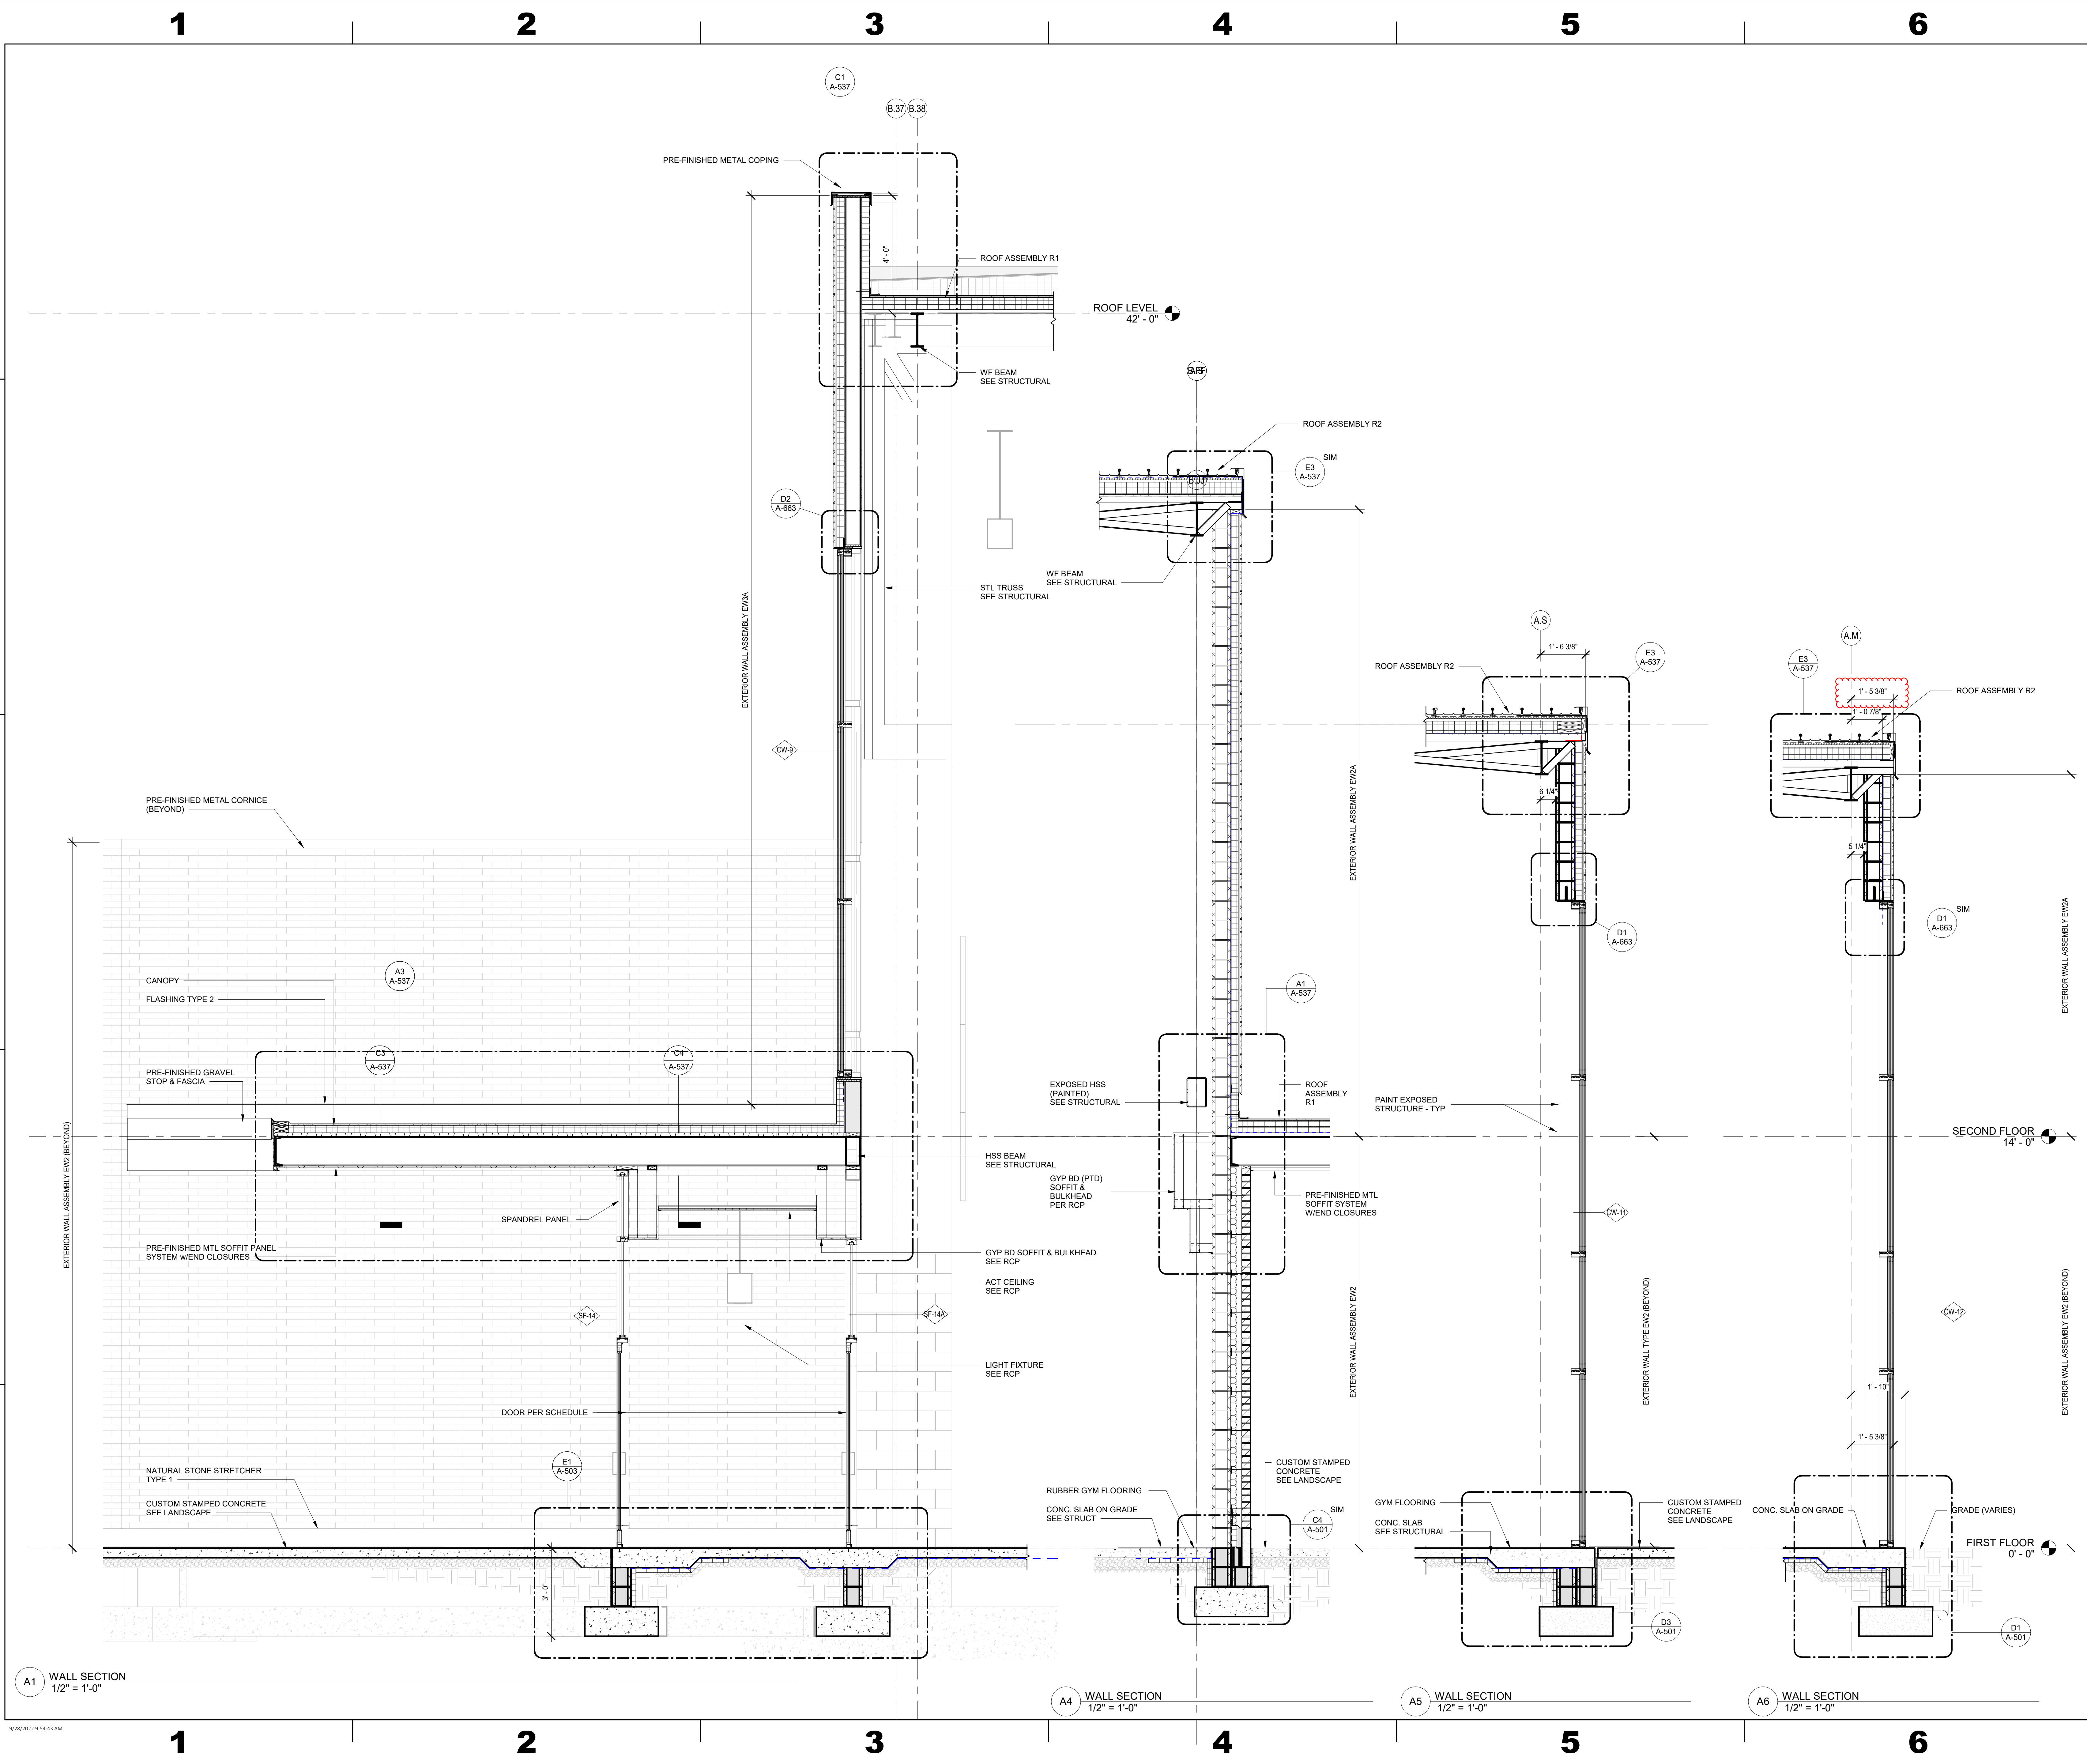 1
2
3
4
5
6
C1
A-537
B.37
B.38
PRE-FINISHED METAL COPING
4' - 0"
ROOF ASSEMBLY R1
ROOF LEVEL
42' - 0"
WF BEAM
SEE STRUCTURAL
D2
A-663
STL TRUSS
SEE STRUCTURAL
EXTERIOR WALL ASSEMBLY EW3A
CW-9
PRE-FINISHED METAL CORNICE
(BEYOND)
CANOPY
FLASHING TYPE 2
A3
A-537
C3
A-537
C4
A-537
PRE-FINISHED GRAVEL
STOP & FASCIA
EXTERIOR WALL ASSEMBLY EW2 (BEYOND)
HSS BEAM
SEE STRUCTURAL
SPANDREL PANEL
PRE-FINISHED MTL SOFFIT PANEL
SYSTEM w/END CLOSURES
GYP BD SOFFIT & BULKHEAD
SEE RCP
ACT CEILING
SEE RCP
SF-14
SF-14A
LIGHT FIXTURE
SEE RCP
DOOR PER SCHEDULE
E1
A-503
NATURAL STONE STRETCHER
TYPE 1
CUSTOM STAMPED CONCRETE
SEE LANDSCAPE
3' - 0"
A1
WALL SECTION
1/2" = 1'-0"
B.33
ROOF ASSEMBLY R2
E3
A-537
SIM
WF BEAM
SEE STRUCTURAL
EXTERIOR WALL ASSEMBLY EW2A
A1
A-537
EXPOSED HSS
(PAINTED)
SEE STRUCTURAL
ROOF
ASSEMBLY
R1
GYP BD (PTD)
SOFFIT &
BULKHEAD
PER RCP
PRE-FINISHED MTL
SOFFIT SYSTEM
W/END CLOSURES
EXTERIOR WALL ASSEMBLY EW2
CUSTOM STAMPED
CONCRETE
SEE LANDSCAPE
RUBBER GYM FLOORING
CONC. SLAB ON GRADE
SEE STRUCT
C4
A-501
SIM
A4
WALL SECTION
1/2" = 1'-0"
A.S
1' - 6 3/8"
E3
A-537
ROOF ASSEMBLY R2
6 1/4"
D1
A-663
PAINT EXPOSED
STRUCTURE - TYP
CW-11
EXTERIOR WALL TYPE EW2 (BEYOND)
GYM FLOORING
CONC. SLAB
SEE STRUCTURAL
CUSTOM STAMPED
CONCRETE
SEE LANDSCAPE
D3
A-501
A5
WALL SECTION
1/2" = 1'-0"
A.M
E3
A-537
1' - 5 3/8"
1' - 0 7/8"
ROOF ASSEMBLY R2
5 1/4"
D1
A-663
SIM
EXTERIOR WALL ASSEMBLY EW2A
SECOND FLOOR
14' - 0"
CW-12
EXTERIOR WALL ASSEMBLY EW2 (BEYOND)
1' - 10"
1' - 5 3/8"
CONC. SLAB ON GRADE
GRADE (VARIES)
FIRST FLOOR
0' - 0"
D1
A-501
A6
WALL SECTION
1/2" = 1'-0"
9/28/2022 9:54:43 AM
1
2
3
4
5
6